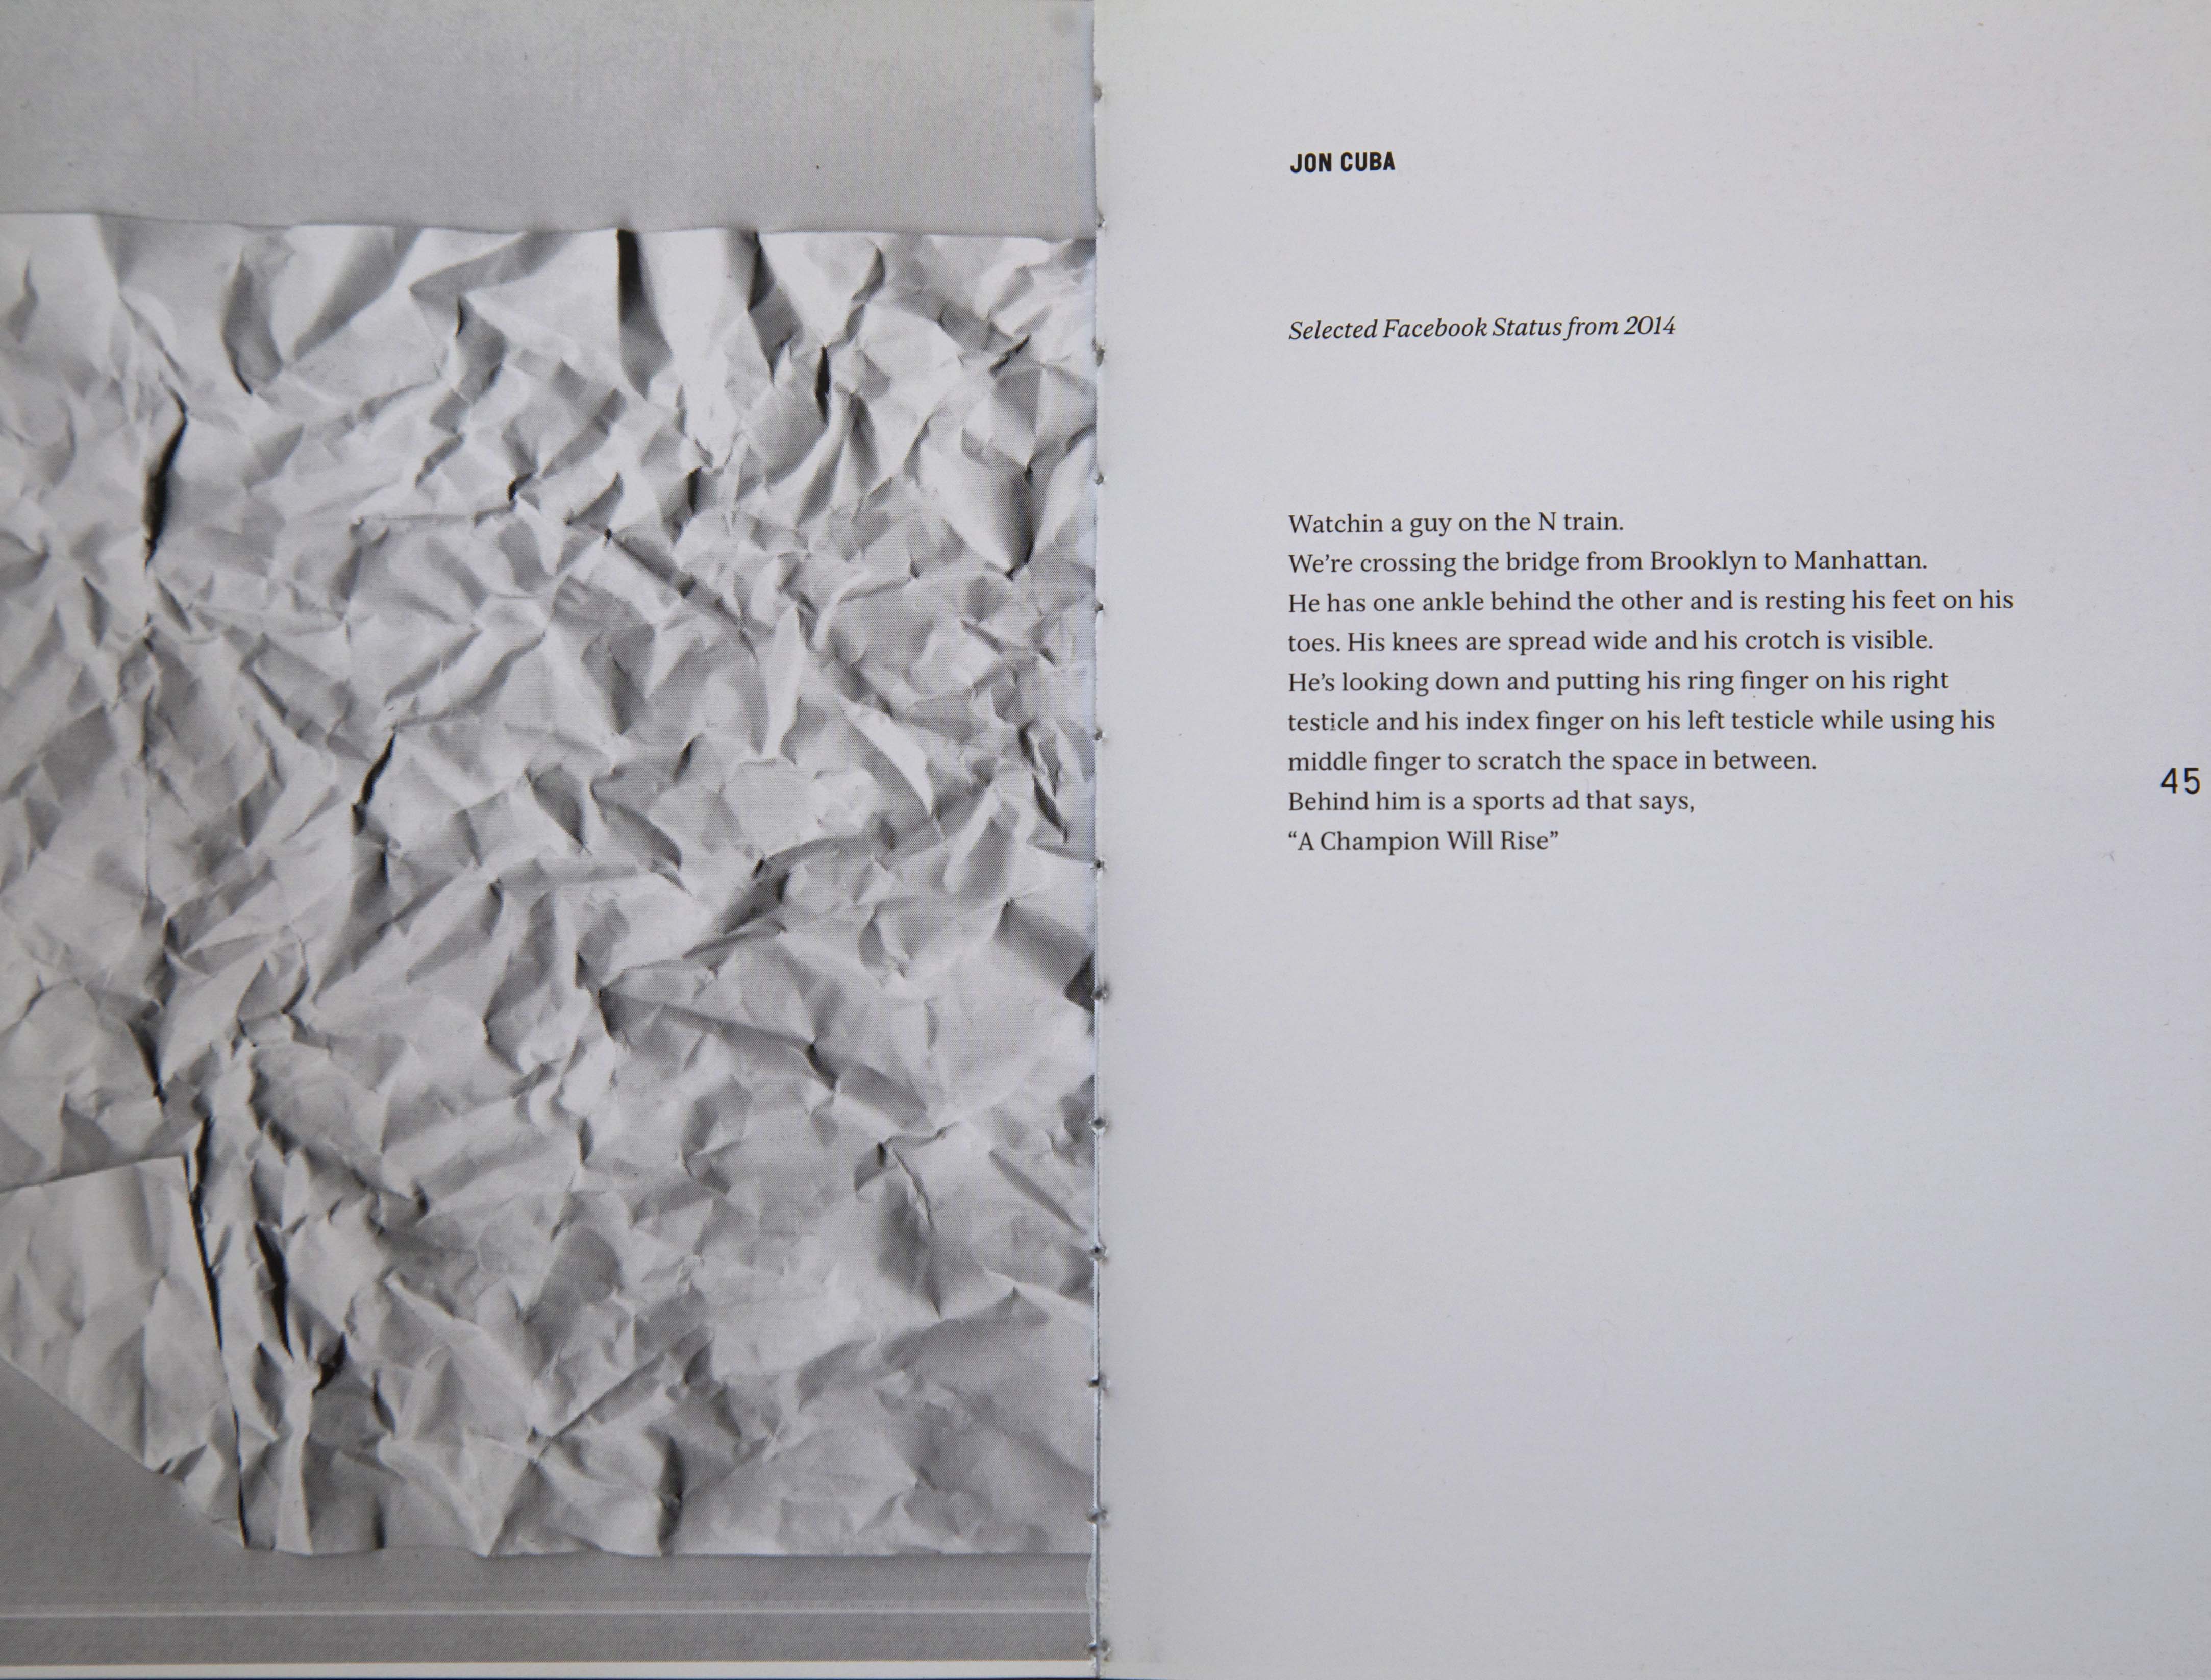 JON CUBA
Selected Facebook Status from 2014
Watchin a guy on the N train.
We're crossing the bridge from Brooklyn to Manhattan.
He has one ankle behind the other and is resting his feet on his
toes. His knees are spread wide and his crotch is visible.
He's looking down and putting his ring finger on his right
testicle and his index finger on his left testicle while using his
middle finger to scratch the space in between.
Behind him is a sports ad that says,
“A Champion Will Rise”
45